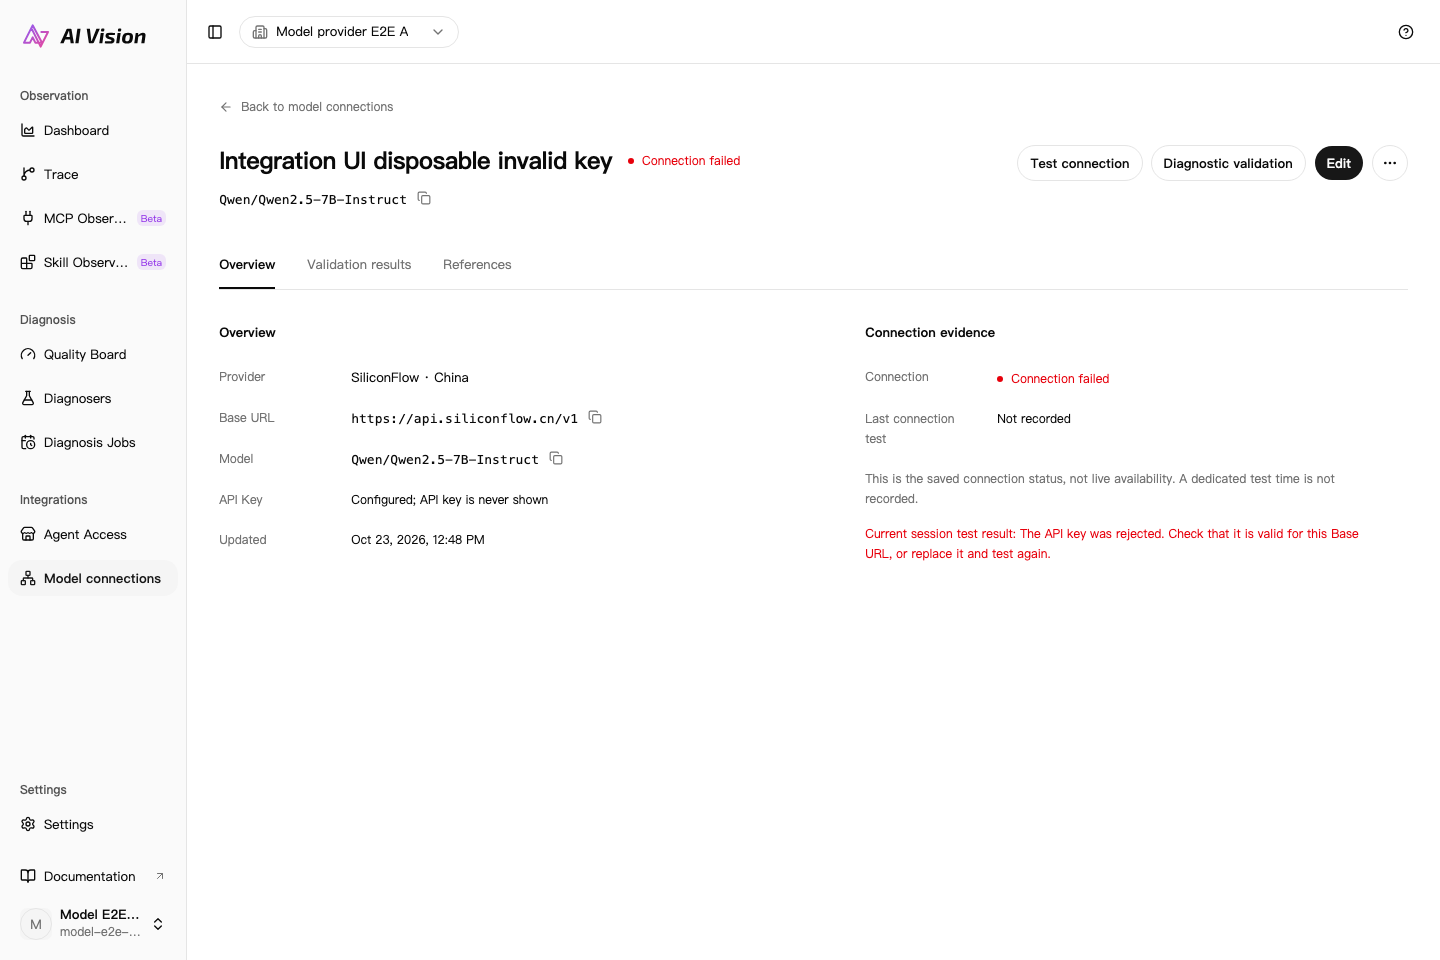 AI Vision
Model provider E2E A
Observation
Dashboard
Trace
MCP Obser... Beta
Skill Observ... Beta
Diagnosis
Quality Board
Diagnosers
Diagnosis Jobs
Integrations
Agent Access
Model connections
Settings
Settings
Documentation
M
Model E2E...
model-e2e-...
Back to model connections
Integration UI disposable invalid key
Connection failed
Test connection
Diagnostic validation
Edit
Qwen/Qwen2.5-7B-Instruct
Overview
Validation results
References
Overview
Provider
SiliconFlow · China
Base URL
https://api.siliconflow.cn/v1
Model
Qwen/Qwen2.5-7B-Instruct
API Key
Configured; API key is never shown
Updated
Oct 23, 2026, 12:48 PM
Connection evidence
Connection
Connection failed
Last connection
test
Not recorded
This is the saved connection status, not live availability. A dedicated test time is not
recorded.
Current session test result: The API key was rejected. Check that it is valid for this Base
URL, or replace it and test again.